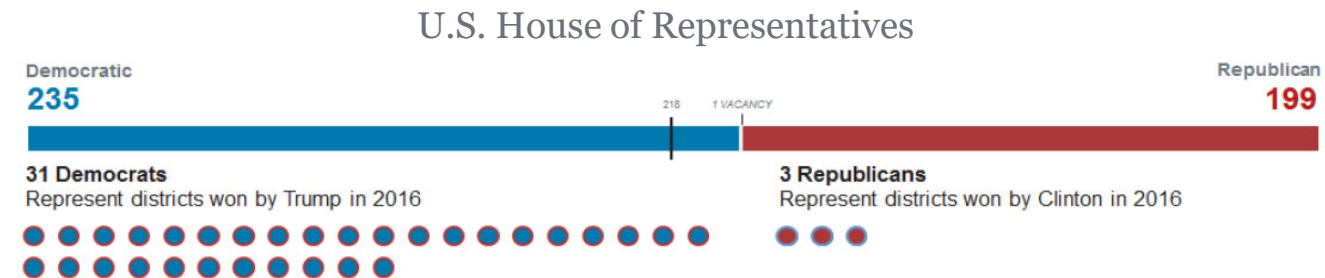 U.S. House of Representatives
Democratic
Republican
235
199
218
1 VACANCY
31 Democrats
Represent districts won by Trump in 2016
3 Republicans
Represent districts won by Clinton in 2016